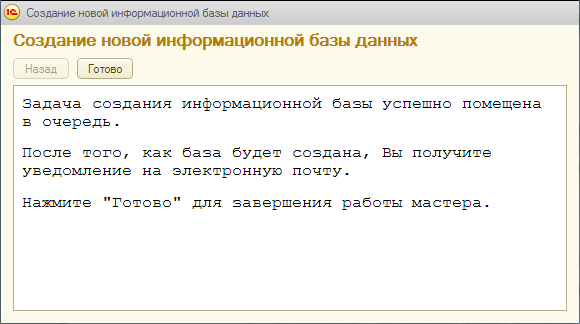 1С Создание новой информационной базы данных
Создание новой информационной базы данных
Назад Готово
Задача создания информационной базы успешно помещена
в очередь.
После того, как база будет создана, Вы получите
уведомление на электронную почту.
Нажмите "Готово" для завершения работы мастера.